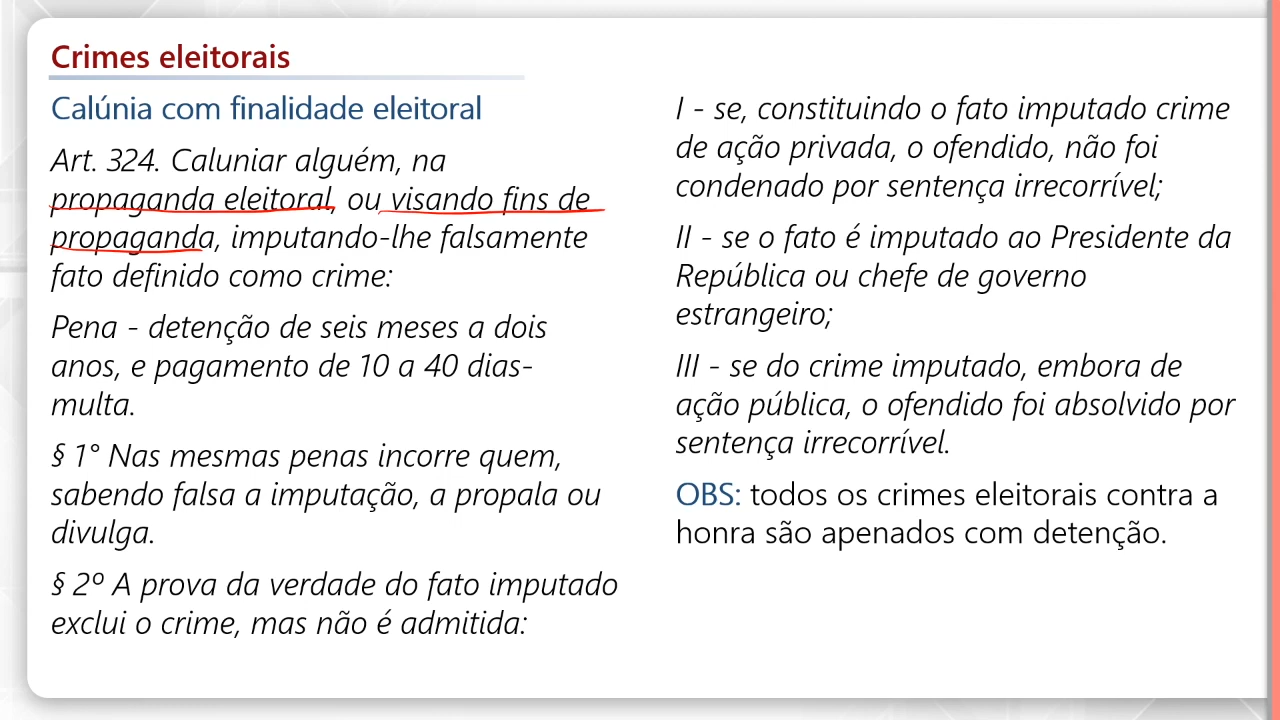 Crimes eleitorais
Calúnia com finalidade eleitoral
Art. 324. Caluniar alguém, na
propaganda eleitoral, ou visando fins de
propaganda, imputando-lhe falsamente
fato definido como crime:
Pena - detenção de seis meses a dois
anos, e pagamento de 10 a 40 dias-
multa.
§ 1° Nas mesmas penas incorre quem,
sabendo falsa a imputação, a propala ou
divulga.
§ 2º A prova da verdade do fato imputado
exclui o crime, mas não é admitida:
I - se, constituindo o fato imputado crime
de ação privada, o ofendido, não foi
condenado por sentença irrecorrível;
II - se o fato é imputado ao Presidente da
República ou chefe de governo
estrangeiro;
III - se do crime imputado, embora de
ação pública, o ofendido foi absolvido por
sentença irrecorrível.
OBS: todos os crimes eleitorais contra a
honra são apenados com detenção.